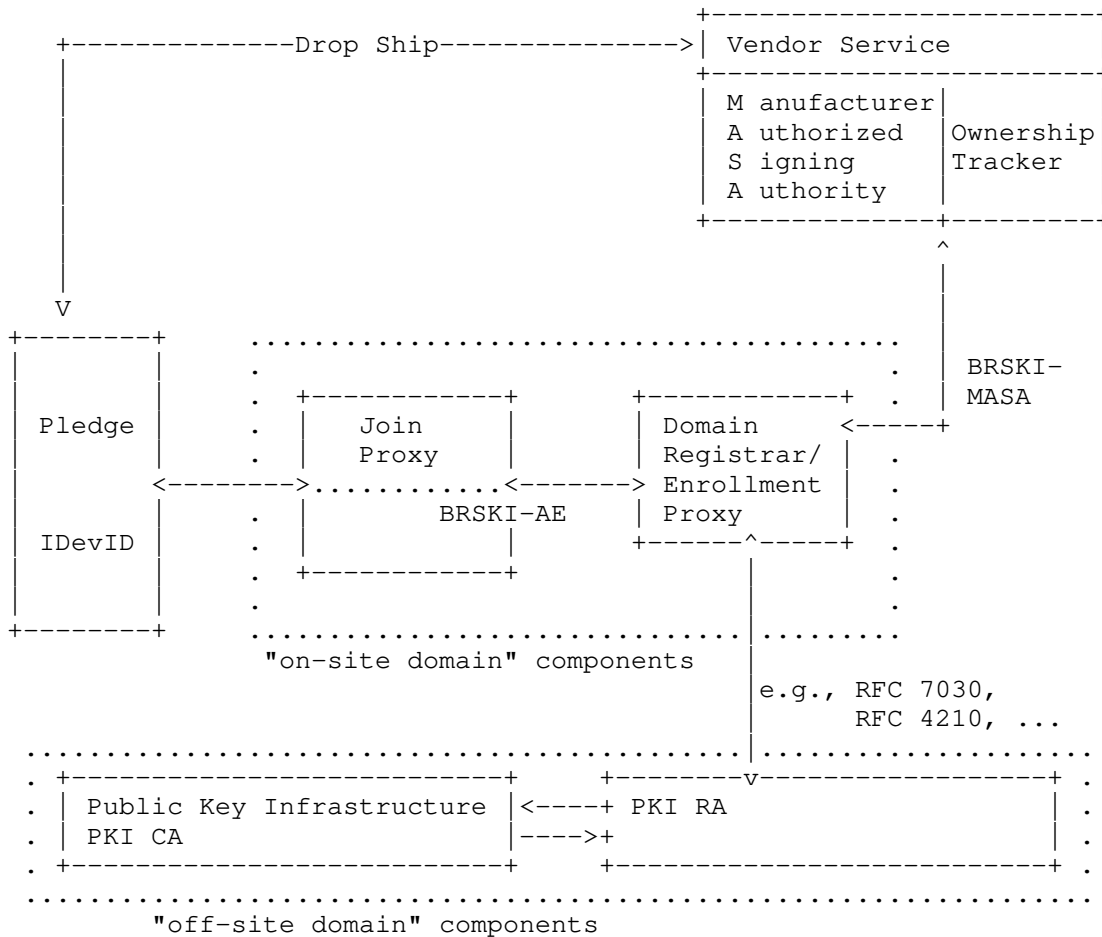 Drop Ship
Vendor Service
M anufacturer
A uthorized Ownership
S igning Tracker
A uthority
V
BRSKI-
MASA
Pledge Join Domain
Proxy Registrar/
Enrollment
BRSKI-AE Proxy
IDevID
"on-site domain" components
e.g., RFC 7030,
RFC 4210, ...
v
Public Key Infrastructure PKI RA
PKI CA
"off-site domain" components